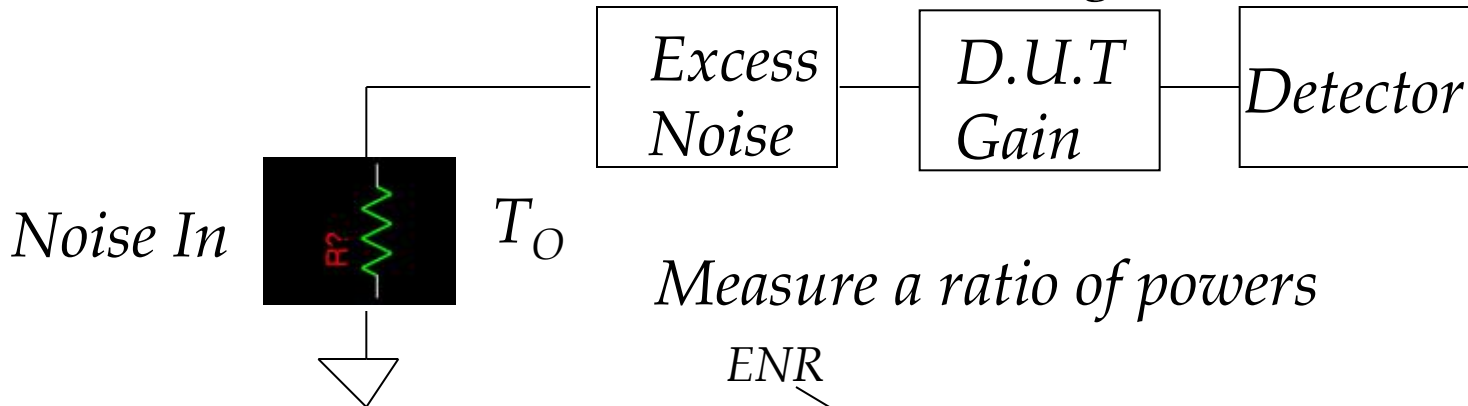 Excess
Noise
D.U.T
Gain
Detector
Noise In
R?
T_O
Measure a ratio of powers
ENR